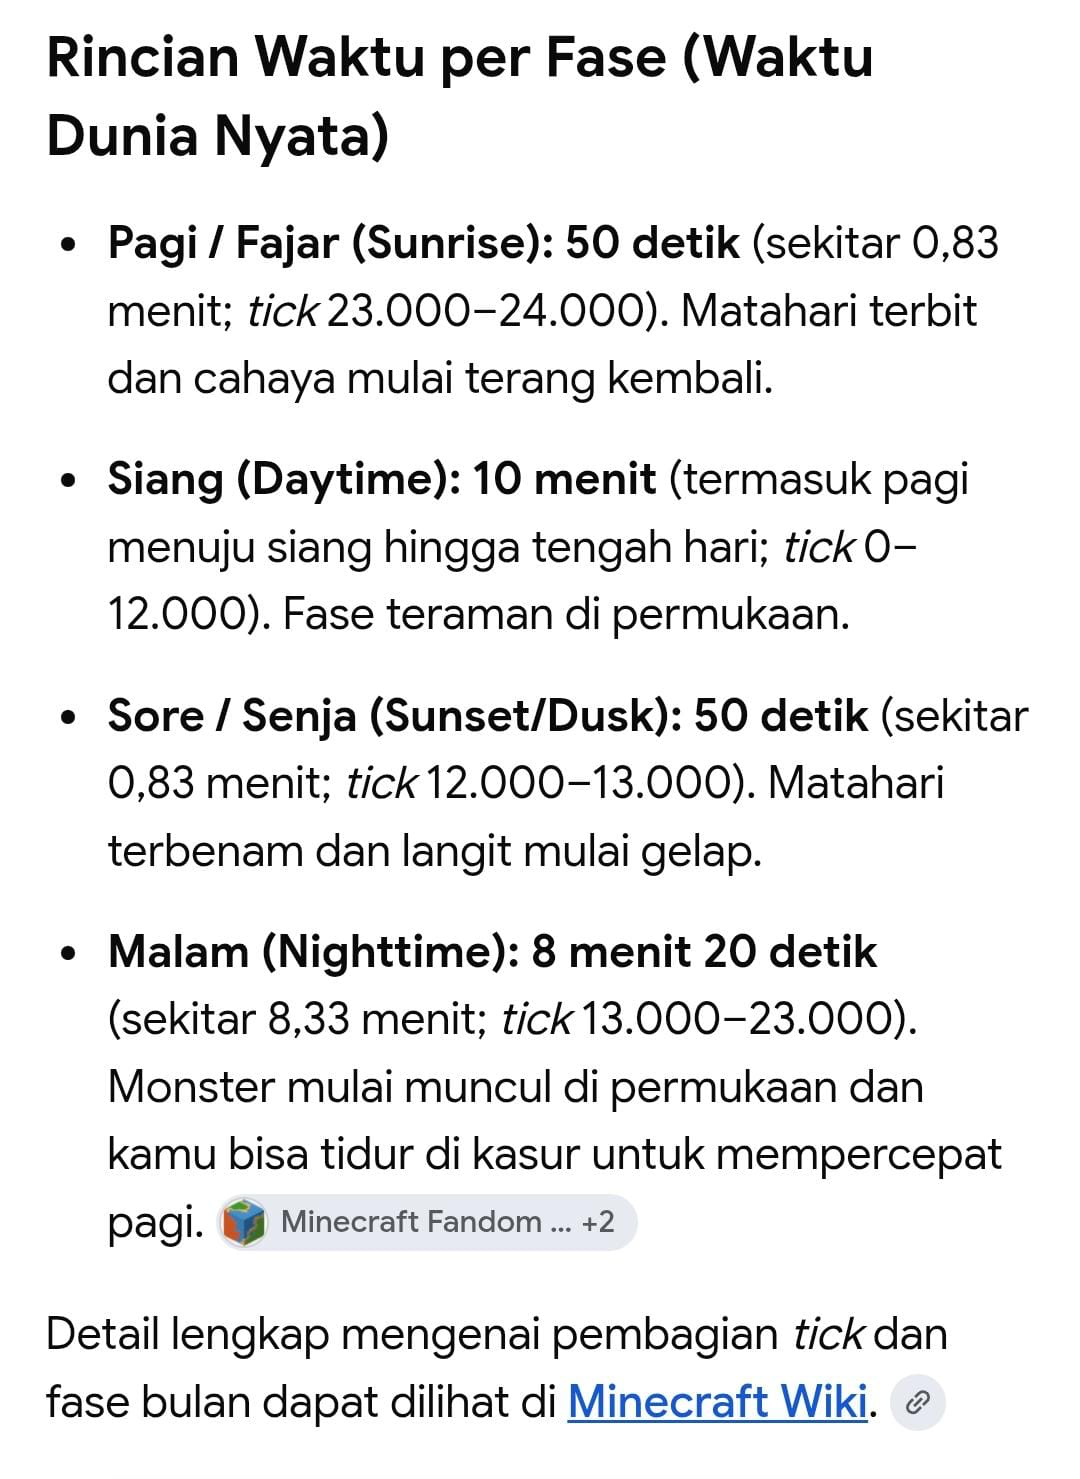 Rincian Waktu per Fase (Waktu
Dunia Nyata)
• Pagi / Fajar (Sunrise): 50 detik (sekitar 0,83
menit; tick 23.000–24.000). Matahari terbit
dan cahaya mulai terang kembali.
• Siang (Daytime): 10 menit (termasuk pagi
menuju siang hingga tengah hari; tick 0–
12.000). Fase teraman di permukaan.
• Sore / Senja (Sunset/Dusk): 50 detik (sekitar
0,83 menit; tick 12.000–13.000). Matahari
terbenam dan langit mulai gelap.
• Malam (Nighttime): 8 menit 20 detik
(sekitar 8,33 menit; tick 13.000–23.000).
Monster mulai muncul di permukaan dan
kamu bisa tidur di kasur untuk mempercepat
pagi. Minecraft Fandom ... +2
Detail lengkap mengenai pembagian tick dan
fase bulan dapat dilihat di Minecraft Wiki.